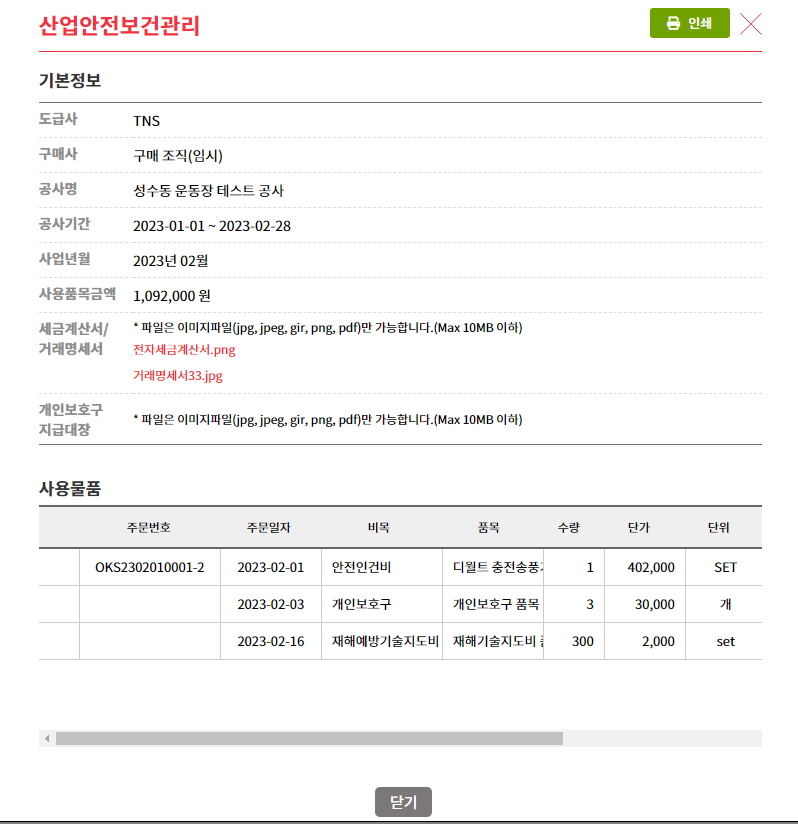 산업안전보건관리
인쇄
기본정보
도급사 TNS
구매사 구매 조직(임시)
공사명 성수동 운동장 테스트 공사
공사기간 2023-01-01 ~ 2023-02-28
사업년월 2023년 02월
사용품목금액 1,092,000 원
세금계산서/
거래명세서
* 파일은 이미지파일(jpg, jpeg, gir, png, pdf)만 가능합니다.(Max 10MB 이하)
전자세금계산서.png
거래명세서33.jpg
개인보호구
지급대장
* 파일은 이미지파일(jpg, jpeg, gir, png, pdf)만 가능합니다.(Max 10MB 이하)
사용물품
주문번호 주문일자 비목 품목 수량 단가 단위
OKS2302010001-2 2023-02-01 안전인건비 디월트 충전송풍 1 402,000 SET
2023-02-03 개인보호구 개인보호구 품목 3 30,000 개
2023-02-16 재해예방기술지도비 재해기술지도비 300 2,000 set
닫기